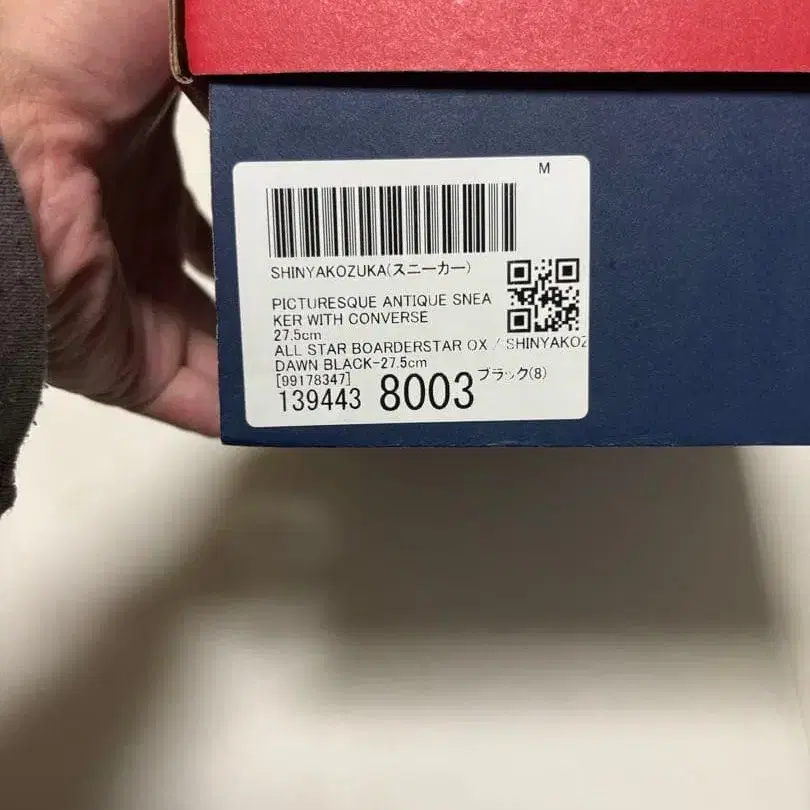 M
SHINYAKOZUKA(スニーカー)
PICTURESQUE ANTIQUE SNEA
KER WITH CONVERSE
27.5cm
ALL STAR BOARDERSTAR OX / SHINYAKOZ
DAWN BLACK-27.5cm
[99178347]
139443 8003 ブラック(8)